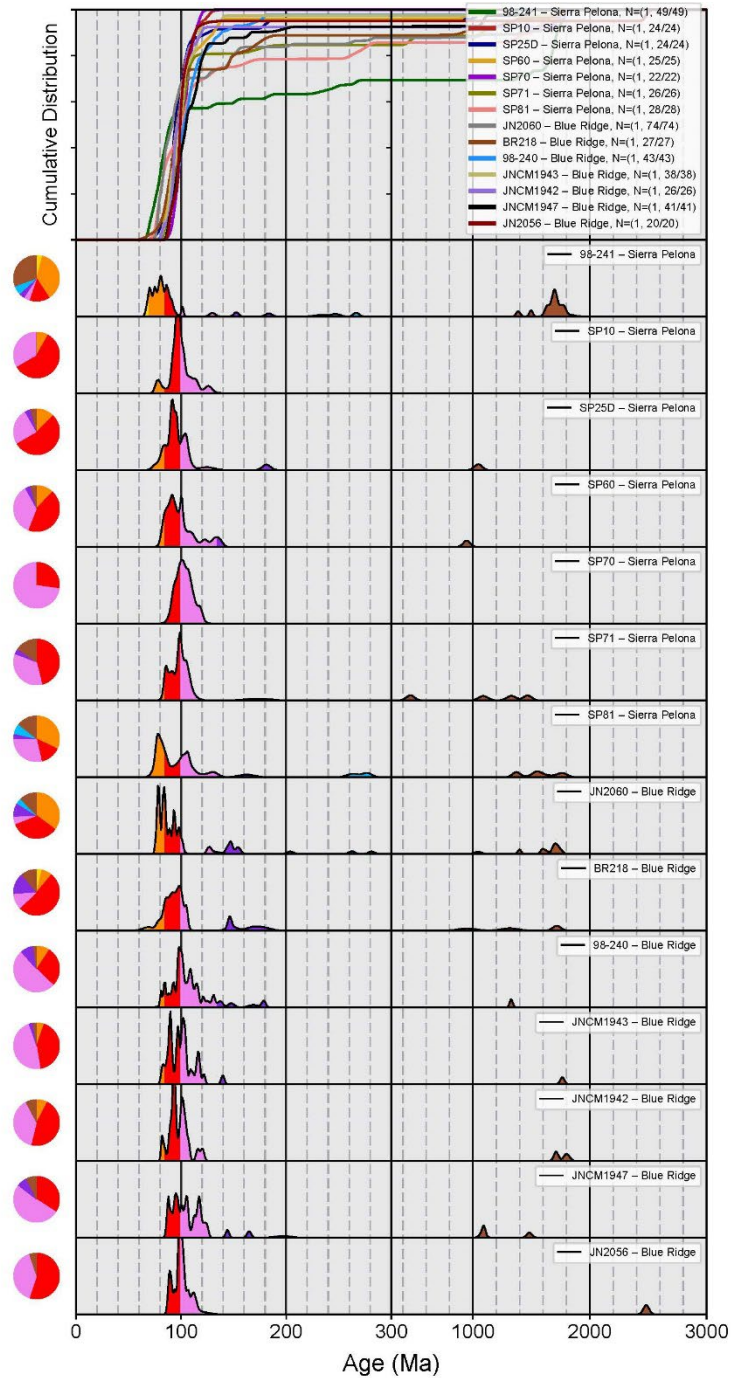 Cumulative Distribution
98-241 – Sierra Pelona, N=(1, 49/49)
SP10 – Sierra Pelona, N=(1, 24/24)
SP25D – Sierra Pelona, N=(1, 24/24)
SP60 – Sierra Pelona, N=(1, 25/25)
SP70 – Sierra Pelona, N=(1, 22/22)
SP71 – Sierra Pelona, N=(1, 26/26)
SP81 – Sierra Pelona, N=(1, 28/28)
JN2060 – Blue Ridge, N=(1, 74/74)
BR218 – Blue Ridge, N=(1, 27/27)
98-240 – Blue Ridge, N=(1, 43/43)
JNCM1943 – Blue Ridge, N=(1, 38/38)
JNCM1942 – Blue Ridge, N=(1, 26/26)
JNCM1947 – Blue Ridge, N=(1, 41/41)
JN2056 – Blue Ridge, N=(1, 20/20)
98-241 – Sierra Pelona
SP10 – Sierra Pelona
SP25D – Sierra Pelona
SP60 – Sierra Pelona
SP70 – Sierra Pelona
SP71 – Sierra Pelona
SP81 – Sierra Pelona
JN2060 – Blue Ridge
BR218 – Blue Ridge
98-240 – Blue Ridge
JNCM1943 – Blue Ridge
JNCM1942 – Blue Ridge
JNCM1947 – Blue Ridge
JN2056 – Blue Ridge
0 100 200 300 1000 2000 3000
Age (Ma)